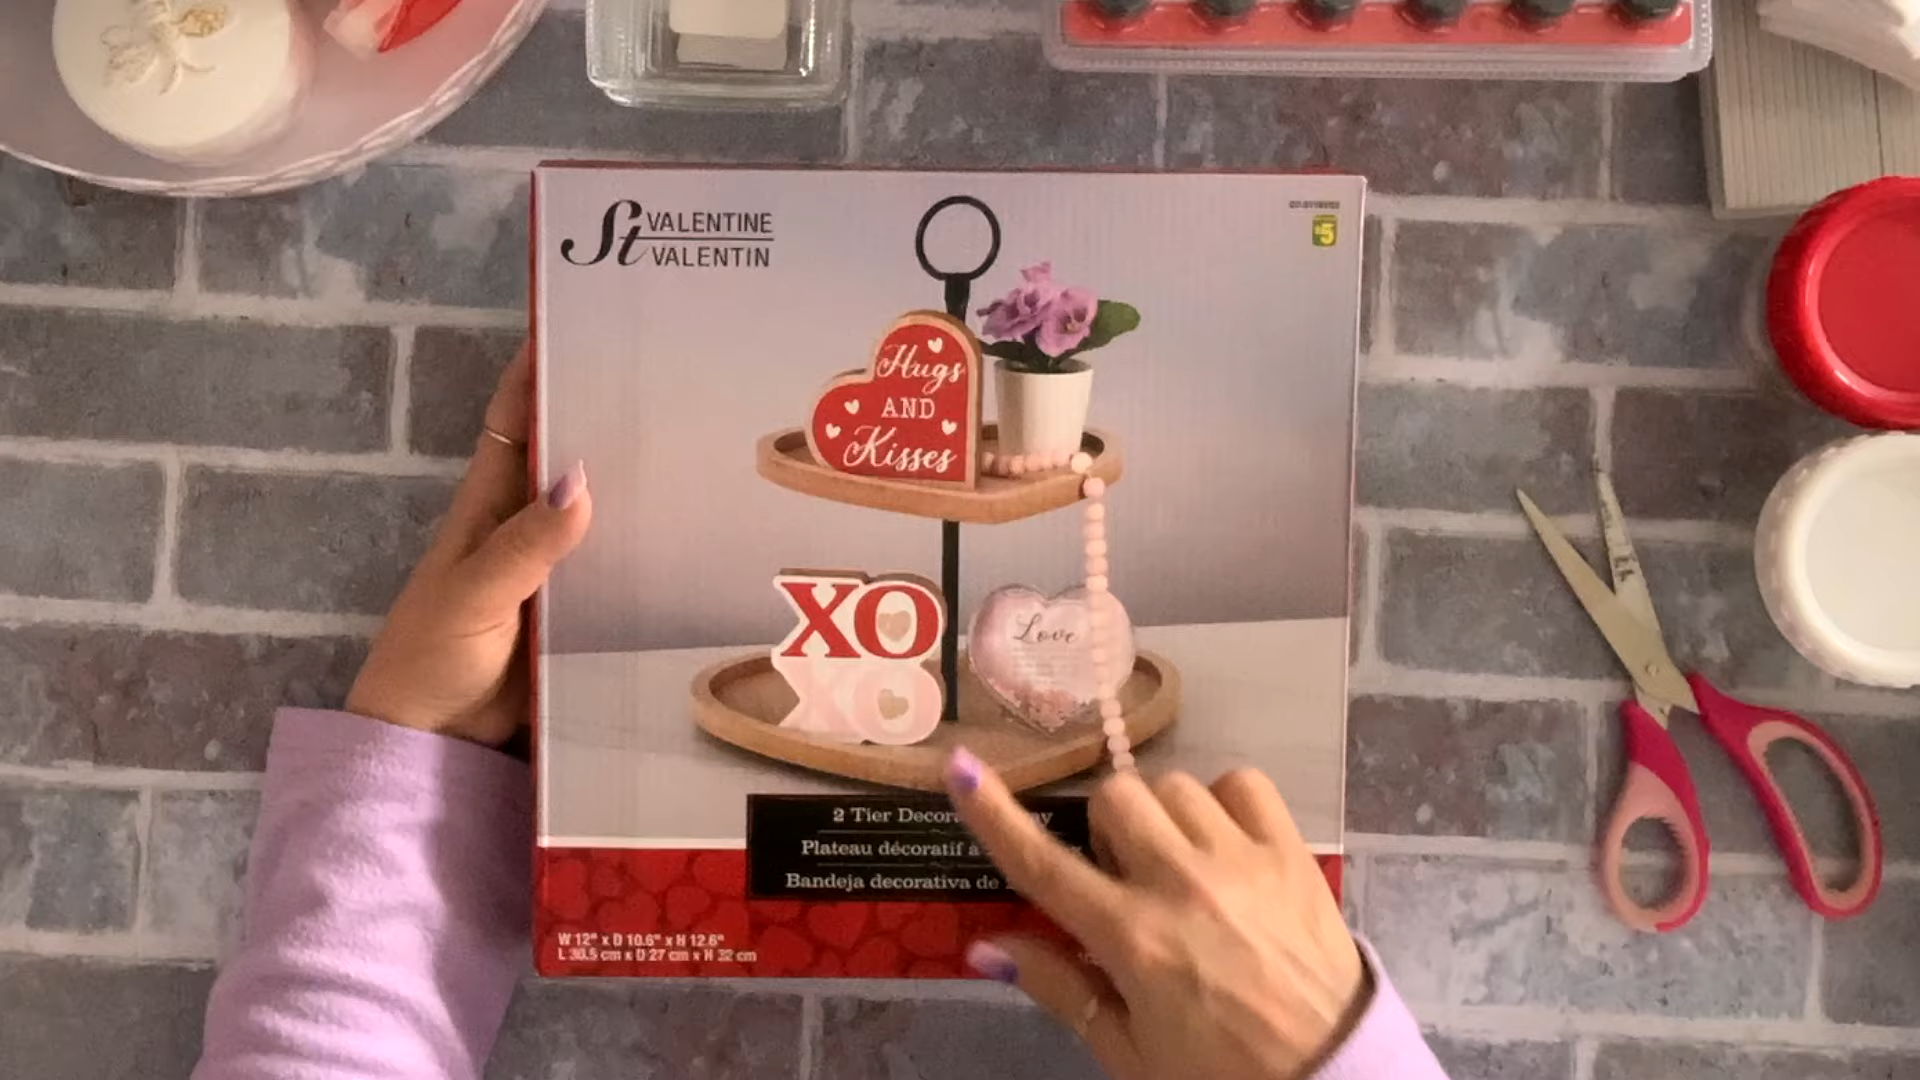 St VALENTINE
VALENTIN
$5
Hugs
AND
Kisses
XO
XO
Love
2 Tier
Plateau décoratif à
Bandeja decorativa de
W 12" x D 10.6" x H 12.6"
L 30.5 cm x D 27 cm x H 32 cm